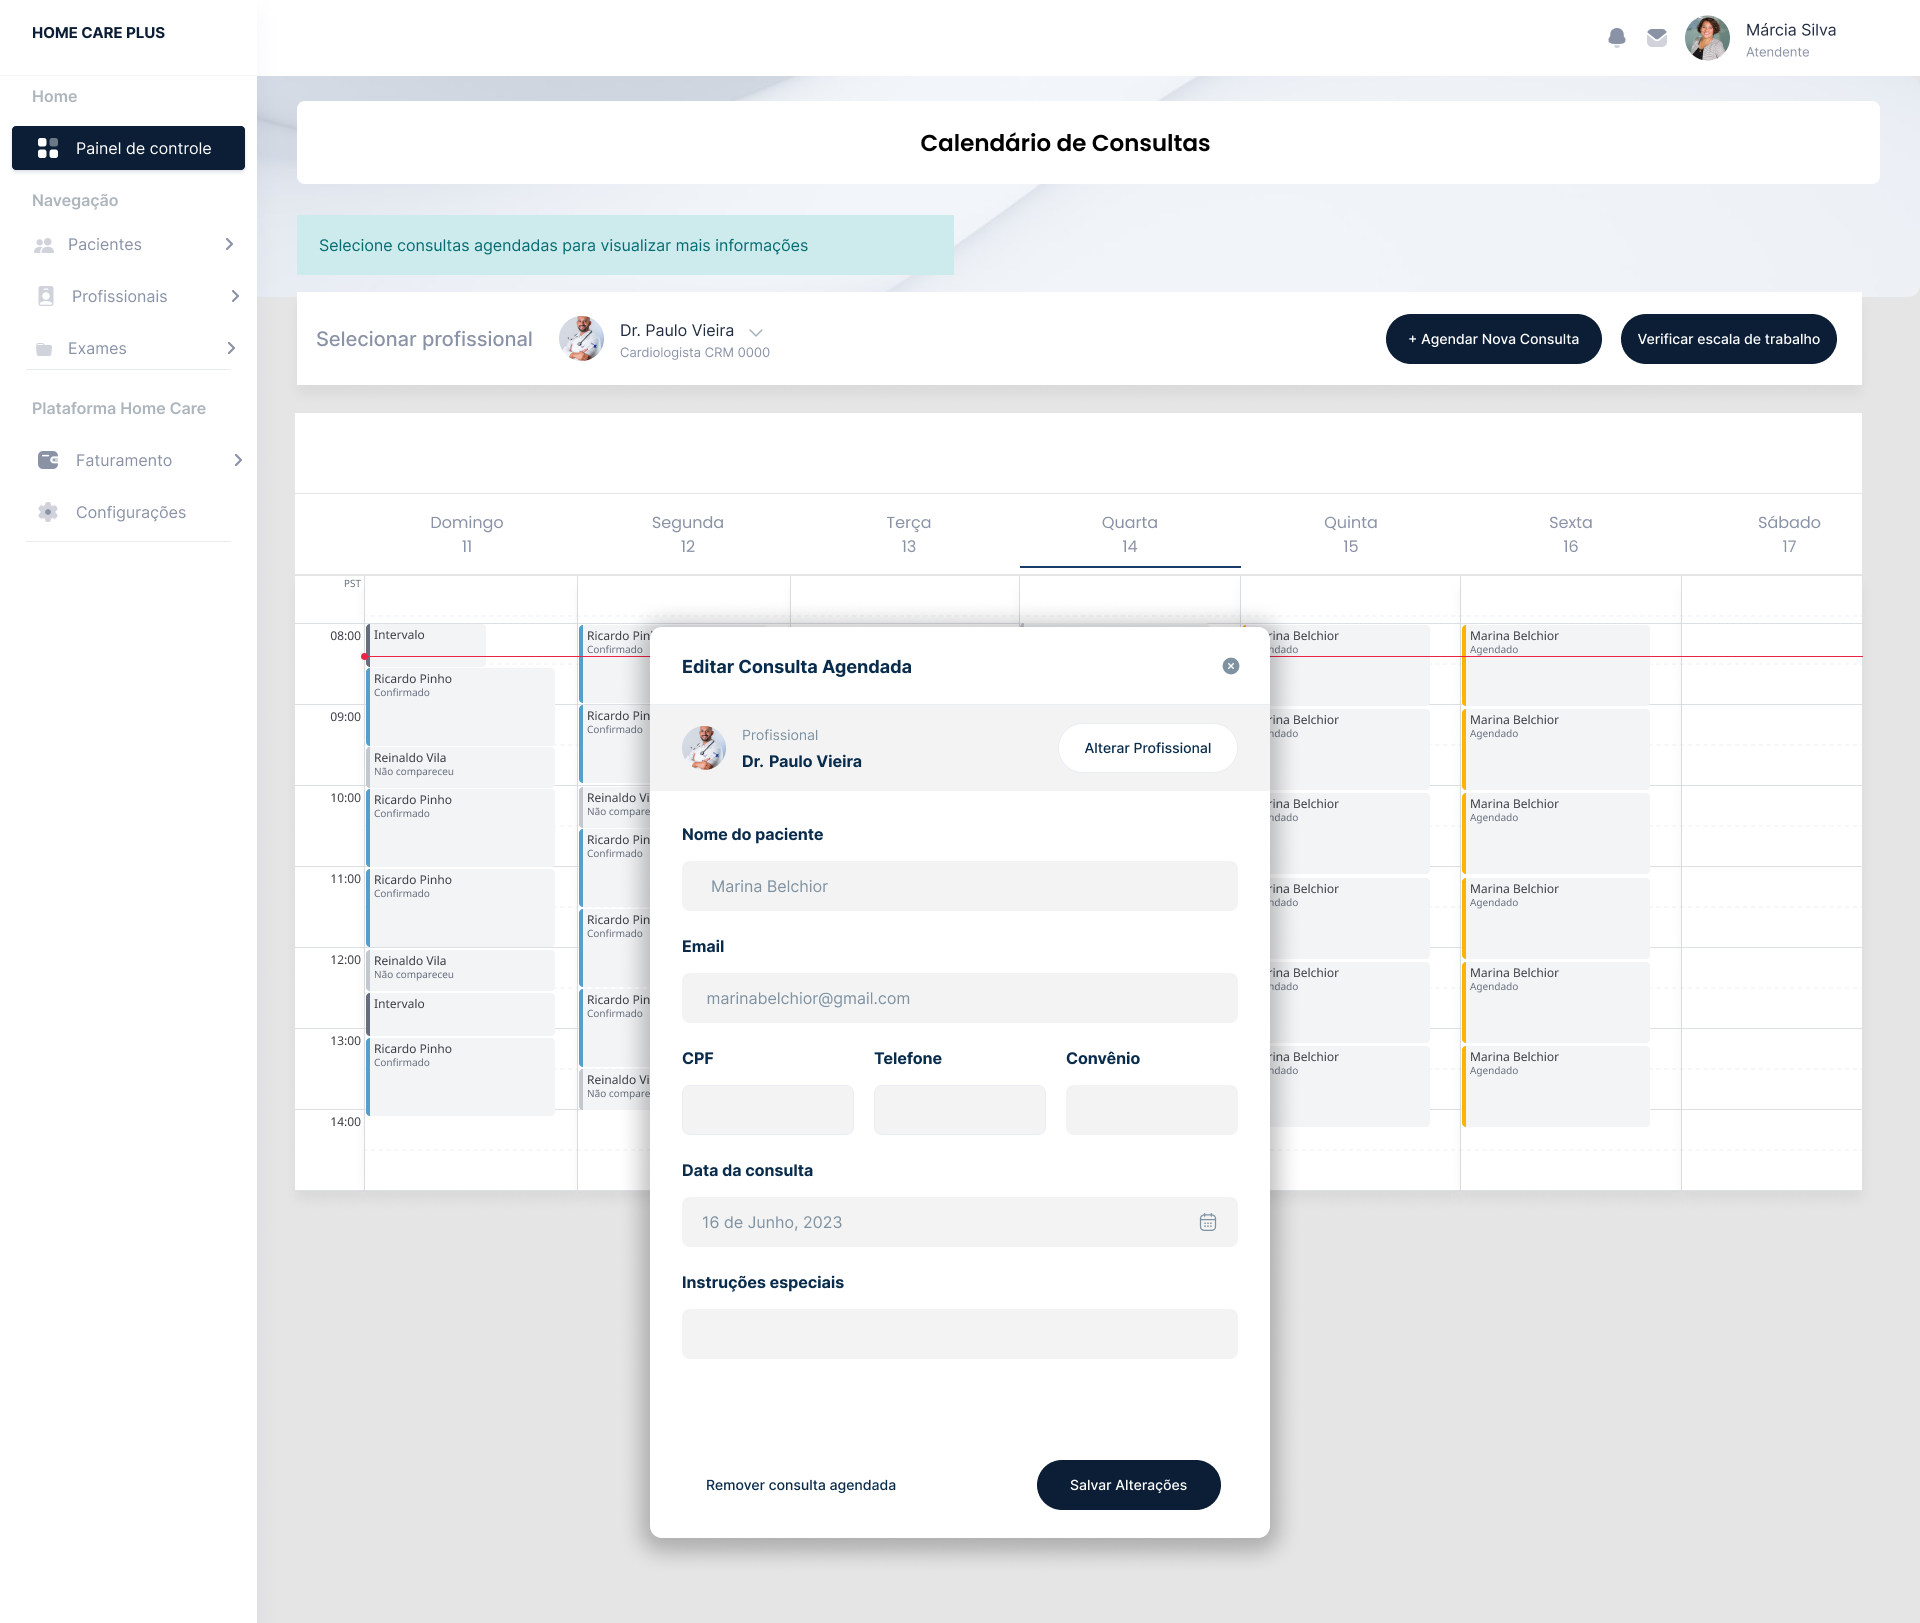 HOME CARE PLUS
Márcia Silva
Atendente
Home
Painel de controle
Navegação
Pacientes
Profissionais
Exames
Plataforma Home Care
Faturamento
Configurações
Calendário de Consultas
Selecione consultas agendadas para visualizar mais informações
Selecionar profissional
Dr. Paulo Vieira
Cardiologista CRM 0000
+ Agendar Nova Consulta
Verificar escala de trabalho
Domingo
11
Segunda
12
Terça
13
Quarta
14
Quinta
15
Sexta
16
Sábado
17
PST
08:00
09:00
10:00
11:00
12:00
13:00
14:00
Intervalo
Ricardo Pinho
Confirmado
Reinaldo Vila
Não compareceu
Ricardo Pinho
Confirmado
Ricardo Pinho
Confirmado
Reinaldo Vila
Não compareceu
Intervalo
Ricardo Pinho
Confirmado
Ricardo Pin
Confirmado
Ricardo Pin
Confirmado
Reinaldo Vi
Não compare
Ricardo Pin
Confirmado
Ricardo Pin
Confirmado
Ricardo Pin
Confirmado
Reinaldo Vi
Não compare
Editar Consulta Agendada
Profissional
Dr. Paulo Vieira
Alterar Profissional
Nome do paciente
Marina Belchior
Email
marinabelchior@gmail.com
CPF
Telefone
Convênio
Data da consulta
16 de Junho, 2023
Instruções especiais
Remover consulta agendada
Salvar Alterações
rina Belchior
ndado
rina Belchior
ndado
rina Belchior
ndado
rina Belchior
ndado
rina Belchior
ndado
rina Belchior
ndado
Marina Belchior
Agendado
Marina Belchior
Agendado
Marina Belchior
Agendado
Marina Belchior
Agendado
Marina Belchior
Agendado
Marina Belchior
Agendado